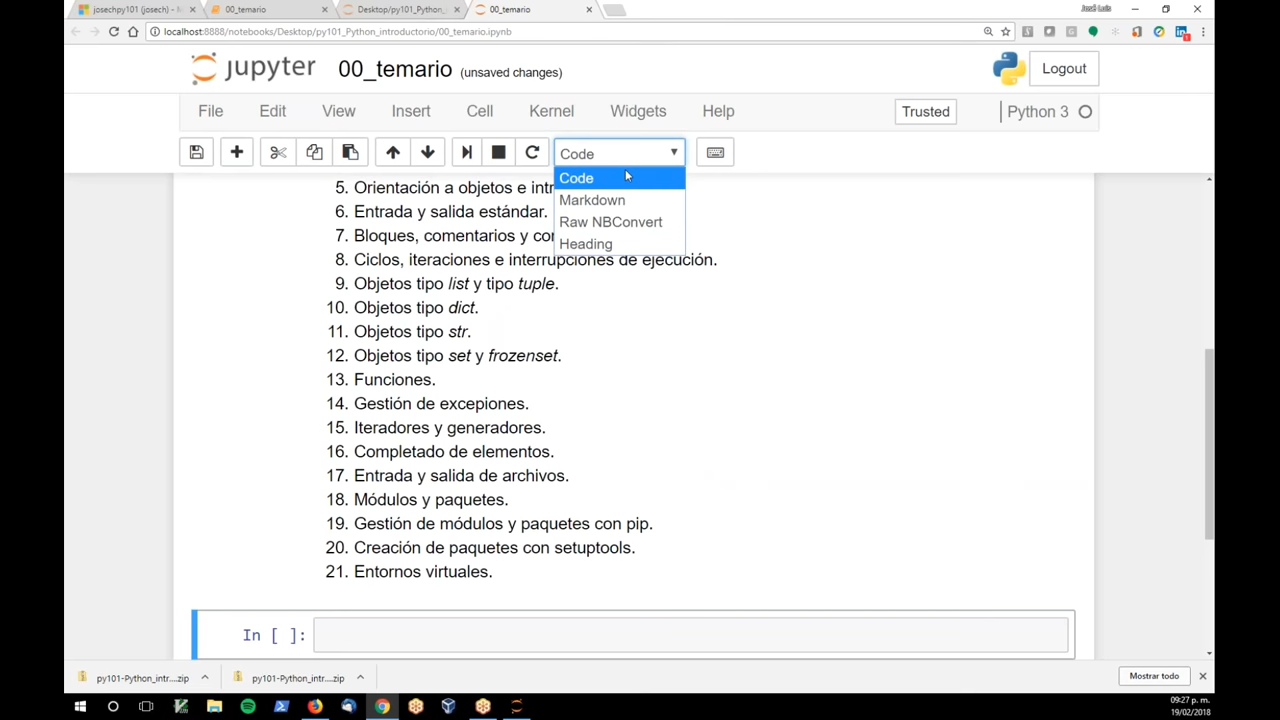 josechpy101 (josech) - M
00_temario
Desktop/py101_Python_
00_temario
José Luis
localhost:8888/notebooks/Desktop/py101_Python_introductorio/00_temario.ipynb
jupyter 00_temario (unsaved changes)
Logout
File Edit View Insert Cell Kernel Widgets Help Trusted Python 3
Code
Code
Markdown
Raw NBConvert
Heading
5. Orientación a objetos e intr
6. Entrada y salida estándar.
7. Bloques, comentarios y con
8. Ciclos, iteraciones e interrupciones de ejecución.
9. Objetos tipo list y tipo tuple.
10. Objetos tipo dict.
11. Objetos tipo str.
12. Objetos tipo set y frozenset.
13. Funciones.
14. Gestión de excepiones.
15. Iteradores y generadores.
16. Completado de elementos.
17. Entrada y salida de archivos.
18. Módulos y paquetes.
19. Gestión de módulos y paquetes con pip.
20. Creación de paquetes con setuptools.
21. Entornos virtuales.
In [ ]:
py101-Python_intr....zip
py101-Python_intr....zip
Mostrar todo
09:27 p. m.
19/02/2018